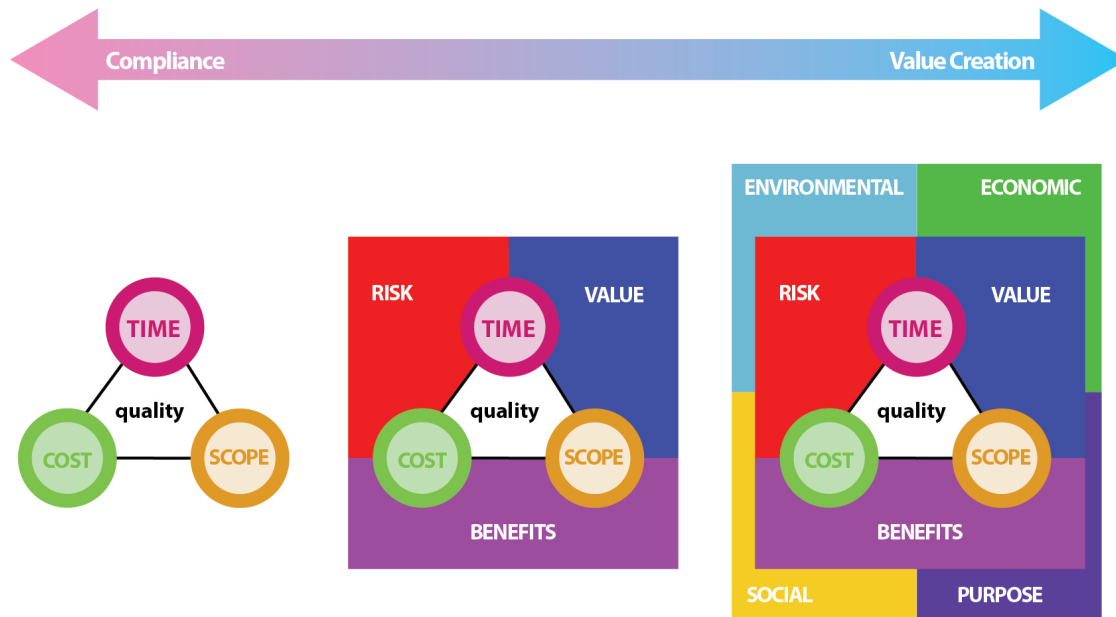 Compliance
Value Creation
TIME
quality
COST
SCOPE
RISK
VALUE
TIME
quality
COST
SCOPE
BENEFITS
ENVIRONMENTAL
ECONOMIC
RISK
VALUE
TIME
quality
COST
SCOPE
BENEFITS
SOCIAL
PURPOSE